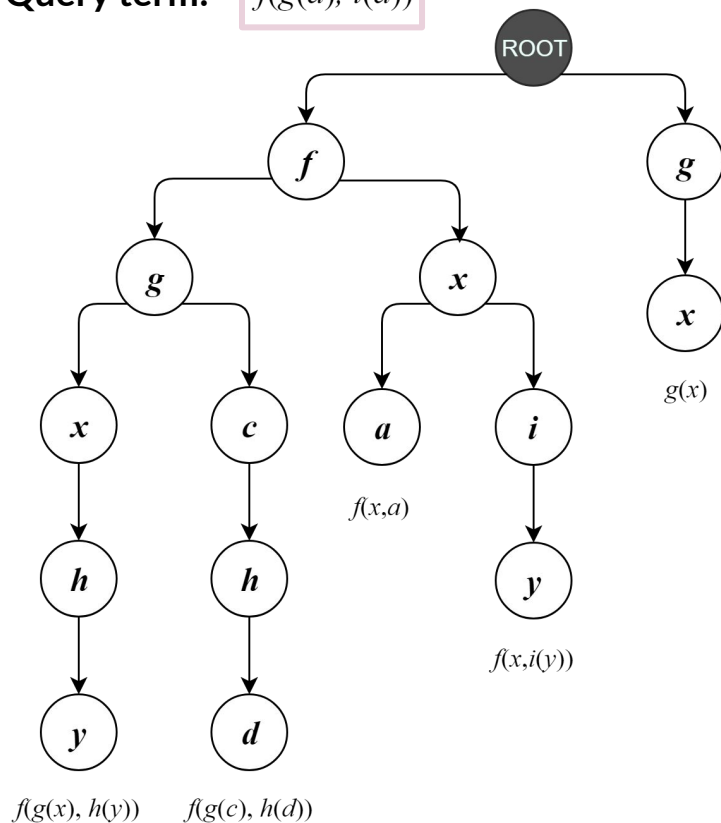 Query term: f(g(a), i(a))
ROOT
f
g
g
x
x
g(x)
x
c
a
i
f(x,a)
h
h
y
f(x,i(y))
y
d
f(g(x), h(y))
f(g(c), h(d))